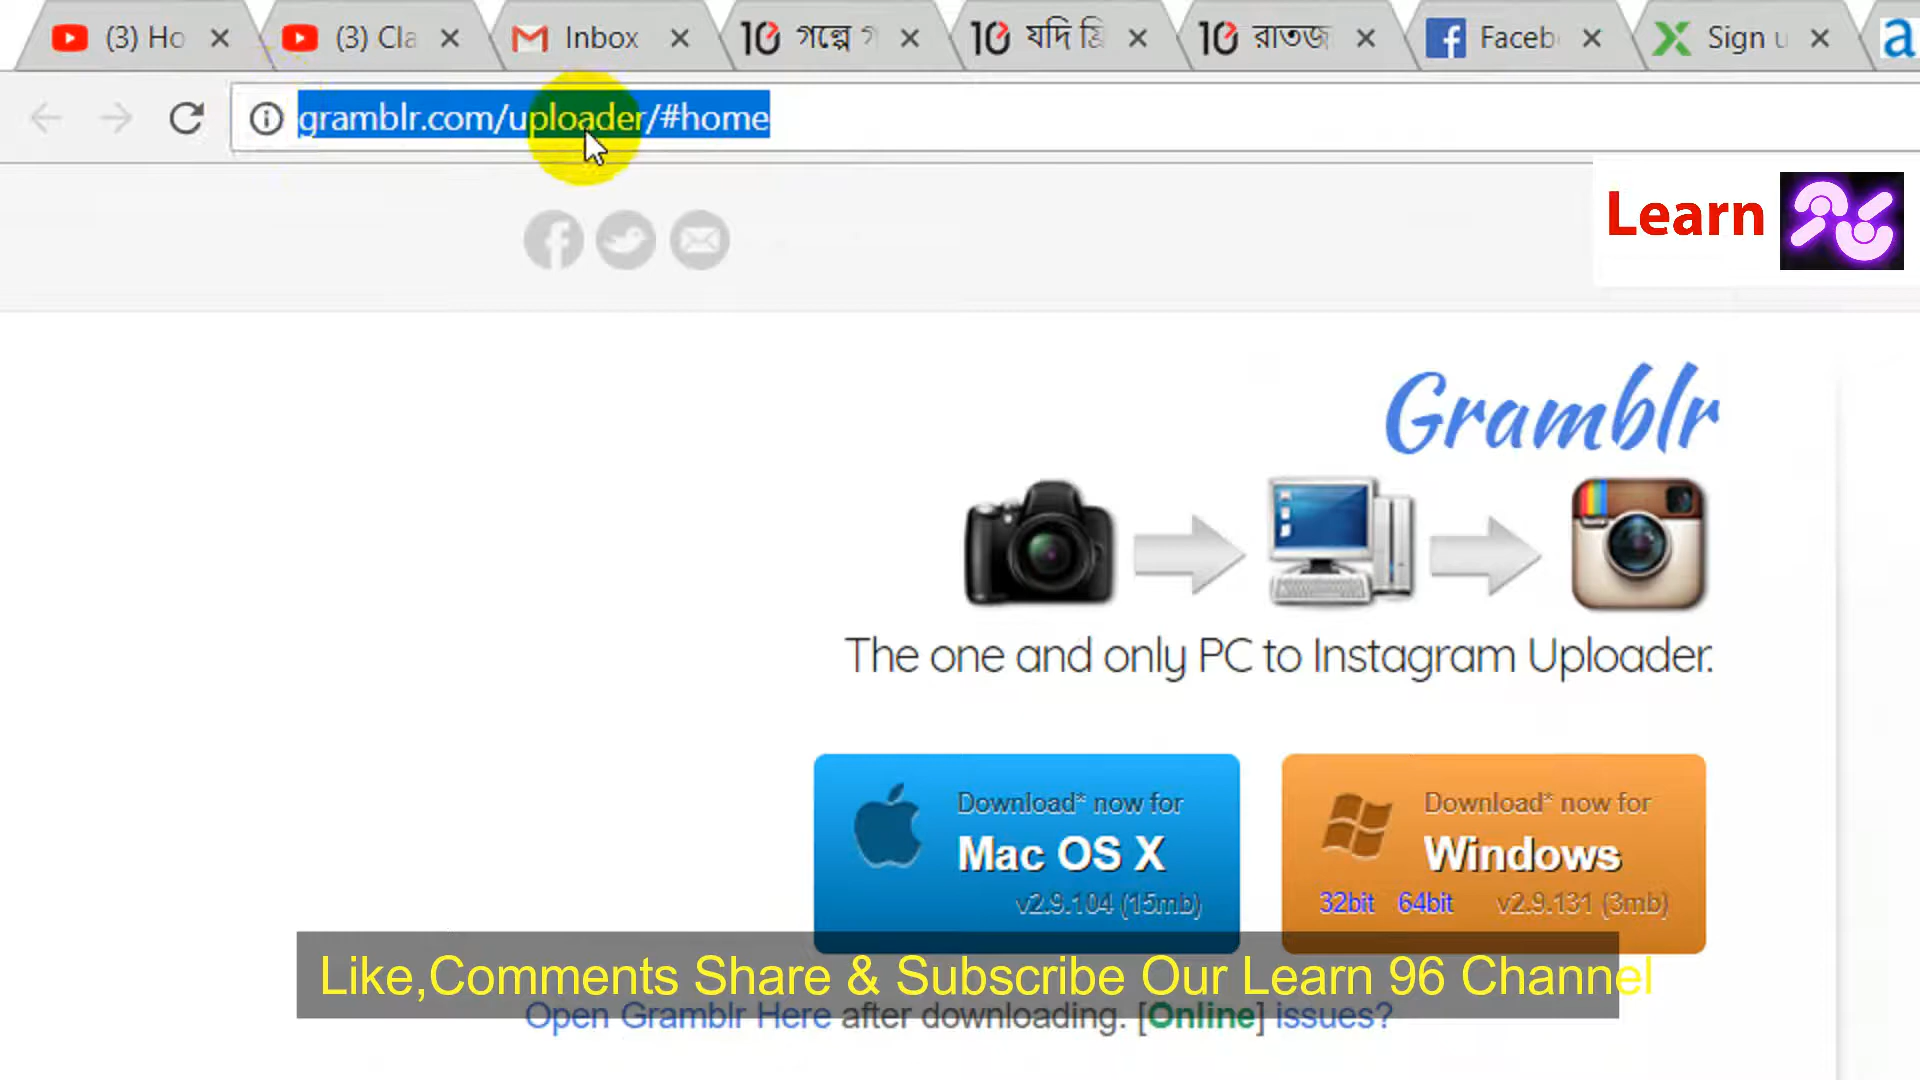 (3) Ho
(3) Cla
Inbox
গল্পে গ
যদি প্রি
রাতজ
Faceb
Sign u
a
gramblr.com/uploader/#home
Learn
Gramblr
The one and only PC to Instagram Uploader.
Download* now for
Mac OS X
v2.9.104 (15mb)
Download* now for
Windows
32bit 64bit v2.9.131 (3mb)
Like,Comments Share & Subscribe Our Learn 96 Channel
Open Gramblr Here after downloading. [Online] issues?